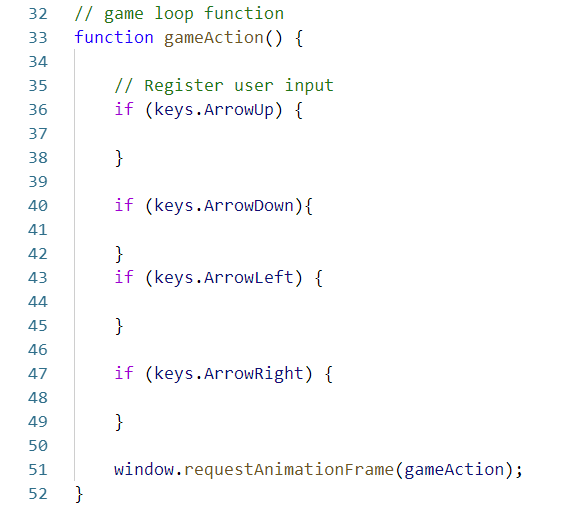 32 // game loop function
33 function gameAction() {
34
35 // Register user input
36 if (keys.ArrowUp) {
37
38 }
39
40 if (keys.ArrowDown){
41
42 }
43 if (keys.ArrowLeft) {
44
45 }
46
47 if (keys.ArrowRight) {
48
49 }
50
51 window.requestAnimationFrame(gameAction);
52 }